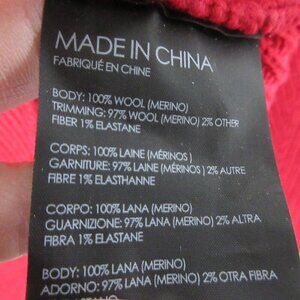 MADE IN CHINA
FABRIQUÉ EN CHINE
BODY: 100% WOOL (MERINO)
TRIMMING: 97% WOOL (MERINO) 2% OTHER
FIBER 1% ELASTANE
CORPS: 100% LAINE (MÉRINOS )
GARNITURE: 97% LAINE (MÉRINOS ) 2% AUTRE
FIBRE 1% ELASTHANNE
CORPO: 100% LANA (MERINO)
GUARNIZIONE: 97% LANA (MERINO) 2% ALTRA
FIBRA 1% ELASTANE
BODY: 100% LANA (MERINO)
ADORNO: 97% LANA (MERINO) 2% OTRA FIBRA